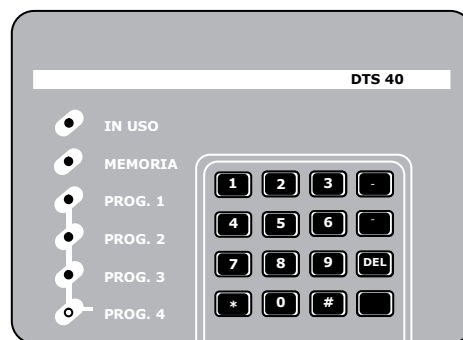 DTS 40
IN USO
MEMORIA
PROG. 1
PROG. 2
PROG. 3
PROG. 4
1 2 3 -
4 5 6 -
7 8 9 DEL
* 0 #